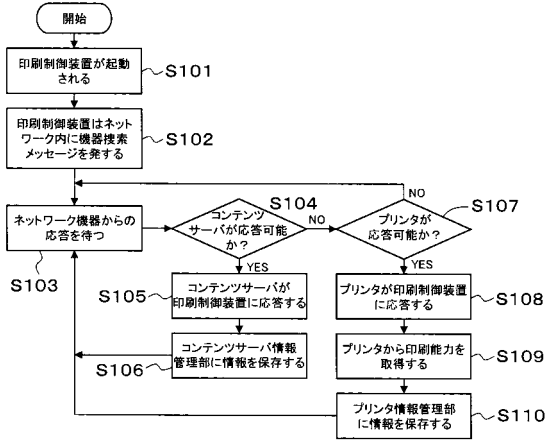 開始
印刷制御装置が起動
される
S101
印刷制御装置はネット
ワーク内に機器捜索
メッセージを発する
S102
ネットワーク機器からの
応答を待つ
S103
コンテンツ
サーバが応答可能
か?
S104
NO
YES
プリンタが
応答可能か?
S107
NO
YES
コンテンツサーバが
印刷制御装置に応答する
S105
コンテンツサーバ情報
管理部に情報を保存する
S106
プリンタが印刷制御装置
に応答する
S108
プリンタから印刷能力を
取得する
S109
プリンタ情報管理部
に情報を保存する
S110